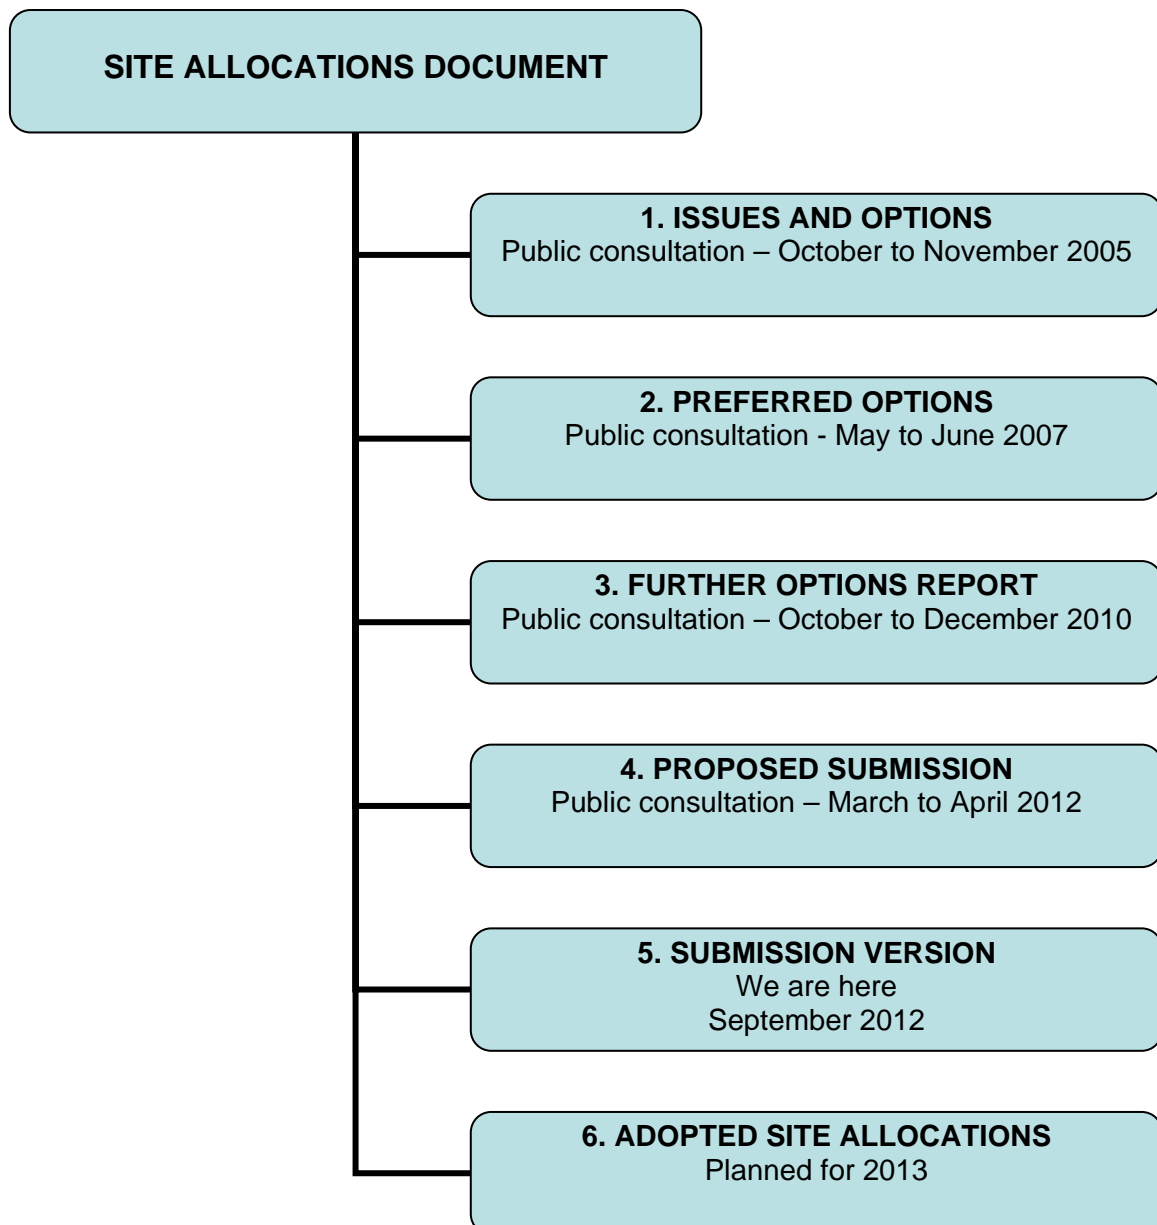 SITE ALLOCATIONS DOCUMENT
1. ISSUES AND OPTIONS
Public consultation – October to November 2005
2. PREFERRED OPTIONS
Public consultation - May to June 2007
3. FURTHER OPTIONS REPORT
Public consultation – October to December 2010
4. PROPOSED SUBMISSION
Public consultation – March to April 2012
5. SUBMISSION VERSION
We are here
September 2012
6. ADOPTED SITE ALLOCATIONS
Planned for 2013